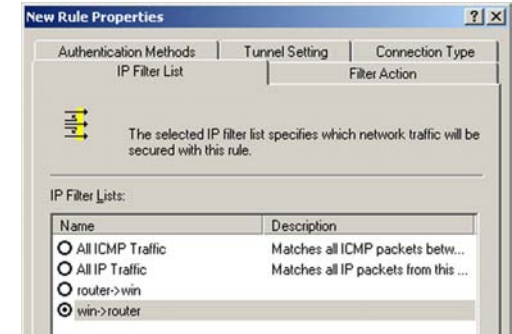 New Rule Properties
Authentication Methods Tunnel Setting Connection Type
IP Filter List Filter Action
The selected IP filter list specifies which network traffic will be
secured with this rule.
IP Filter Lists:
Name Description
All ICMP Traffic Matches all ICMP packets betw...
All IP Traffic Matches all IP packets from this ...
router->win
win->router